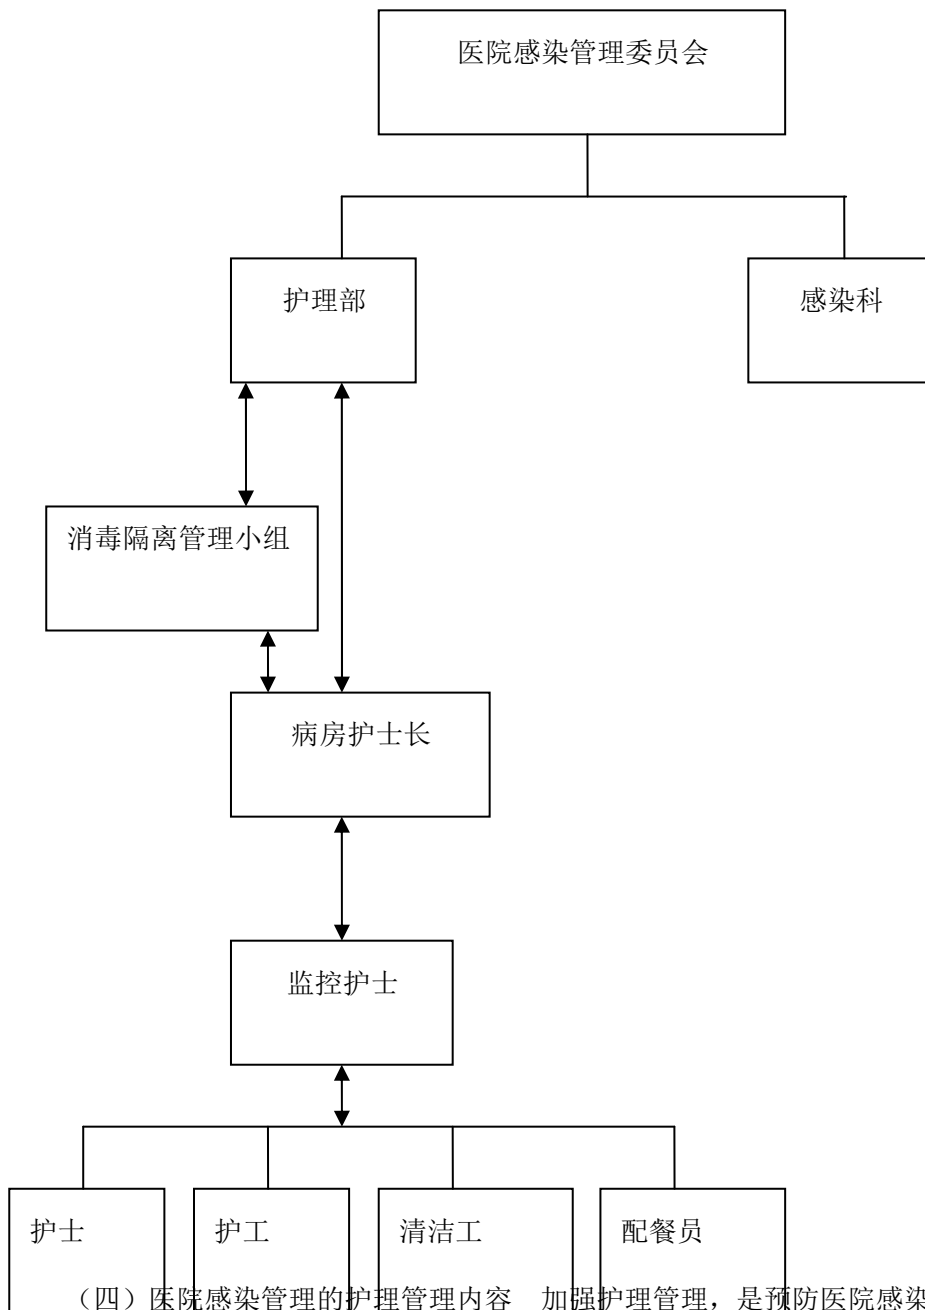 医院感染管理委员会
护理部
感染科
消毒隔离管理小组
病房护士长
监控护士
护士
护工
清洁工
配餐员
（四）医院感染管理的护理管理内容　加强护理管理，是预防医院感染